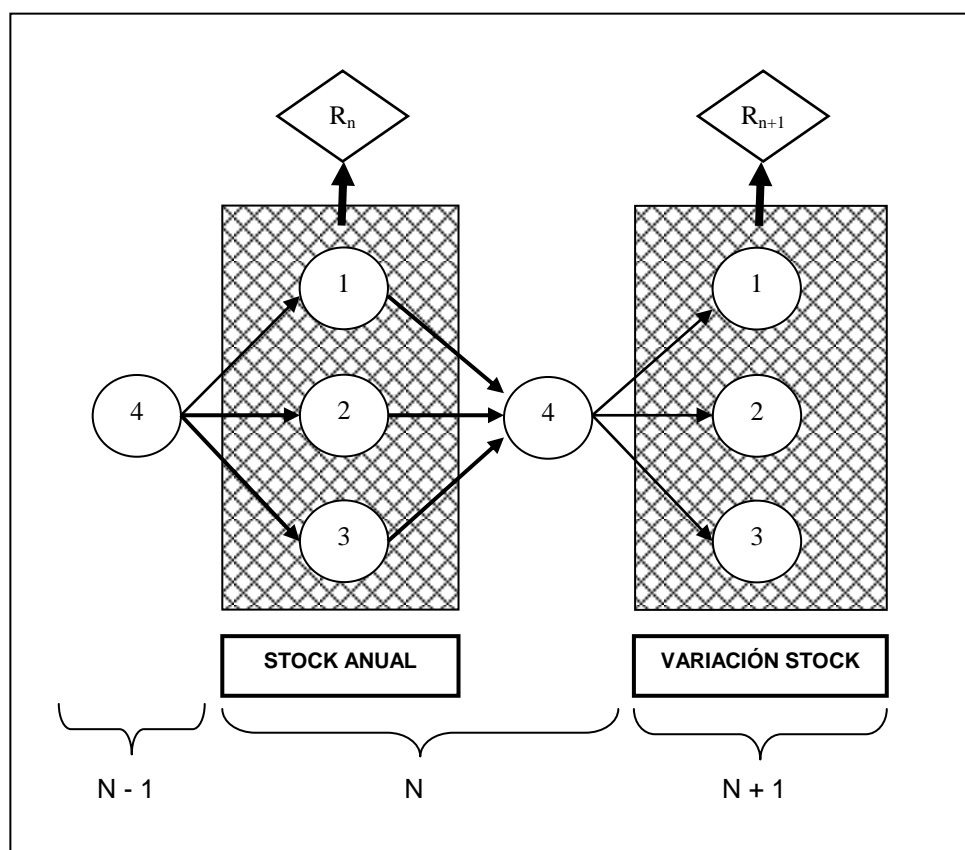 Rn
Rn+1
1
1
4
2
4
2
3
3
STOCK ANUAL
VARIACIÓN STOCK
N - 1
N
N + 1